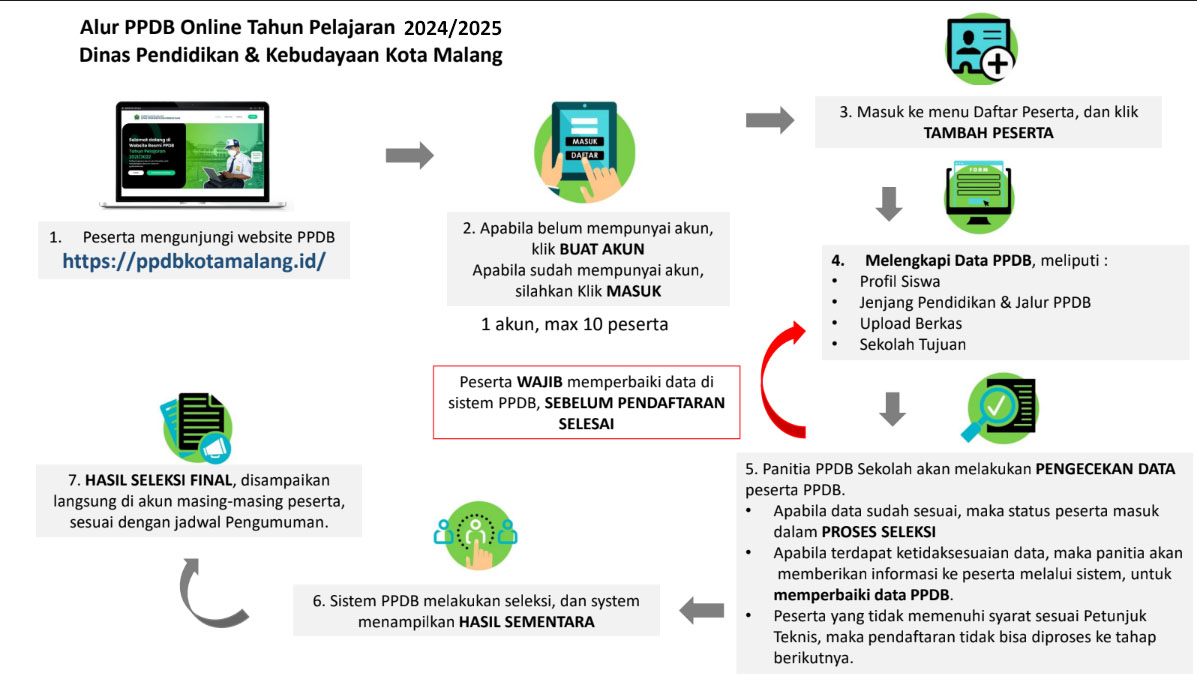 Alur PPDB Online Tahun Pelajaran 2024/2025
Dinas Pendidikan & Kebudayaan Kota Malang
Selamat datang di
Website Resmi PPDB
Tahun Pelajaran
2021/2022
1. Peserta mengunjungi website PPDB
https://ppdbkotamalang.id/
MASUK
DAFTAR
2. Apabila belum mempunyai akun,
klik BUAT AKUN
Apabila sudah mempunyai akun,
silahkan Klik MASUK
1 akun, max 10 peserta
3. Masuk ke menu Daftar Peserta, dan klik
TAMBAH PESERTA
FORM
4. Melengkapi Data PPDB, meliputi :
• Profil Siswa
• Jenjang Pendidikan & Jalur PPDB
• Upload Berkas
• Sekolah Tujuan
Peserta WAJIB memperbaiki data di
sistem PPDB, SEBELUM PENDAFTARAN
SELESAI
5. Panitia PPDB Sekolah akan melakukan PENGECEKAN DATA
peserta PPDB.
• Apabila data sudah sesuai, maka status peserta masuk
dalam PROSES SELEKSI
• Apabila terdapat ketidaksesuaian data, maka panitia akan
memberikan informasi ke peserta melalui sistem, untuk
memperbaiki data PPDB.
• Peserta yang tidak memenuhi syarat sesuai Petunjuk
Teknis, maka pendaftaran tidak bisa diproses ke tahap
berikutnya.
6. Sistem PPDB melakukan seleksi, dan system
menampilkan HASIL SEMENTARA
7. HASIL SELEKSI FINAL, disampaikan
langsung di akun masing-masing peserta,
sesuai dengan jadwal Pengumuman.